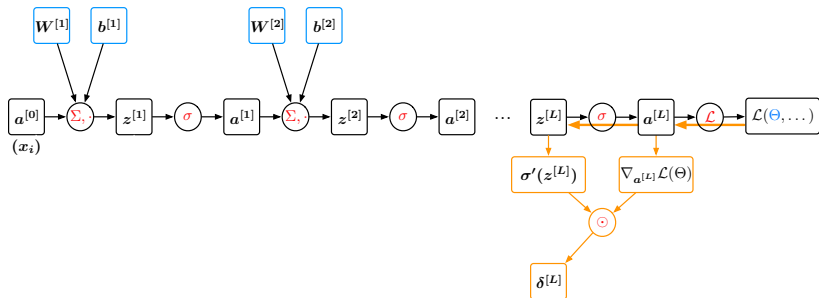 W^[1] b^[1] W^[2] b^[2]
a^[0] Σ, · z^[1] σ a^[1] Σ, · z^[2] σ a^[2] ... z^[L] σ a^[L] ℒ ℒ(Θ, ...)
(x_i)
σ′(z^[L]) ∇_{a^[L]} ℒ(Θ)
⊙
δ^[L]